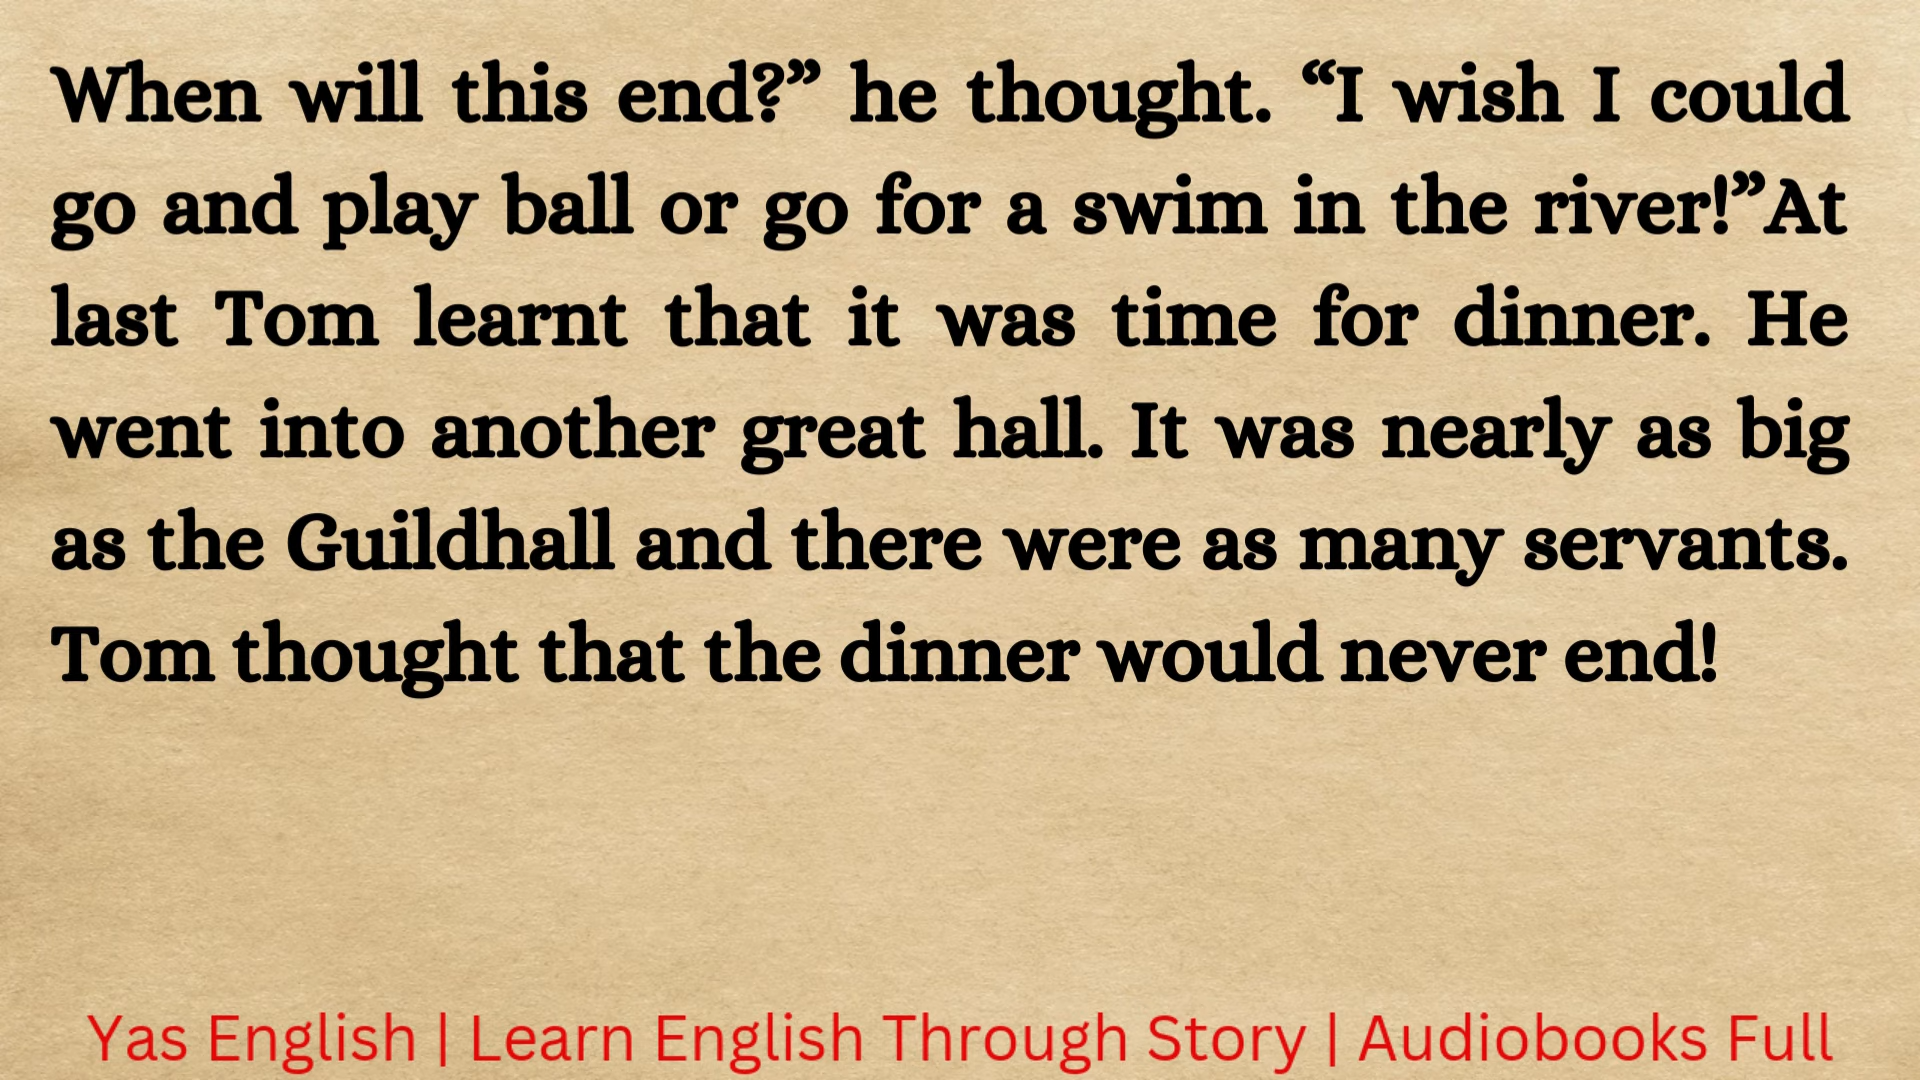 When will this end?” he thought. “I wish I could
go and play ball or go for a swim in the river!”At
last Tom learnt that it was time for dinner. He
went into another great hall. It was nearly as big
as the Guildhall and there were as many servants.
Tom thought that the dinner would never end!
Yas English | Learn English Through Story | Audiobooks Full